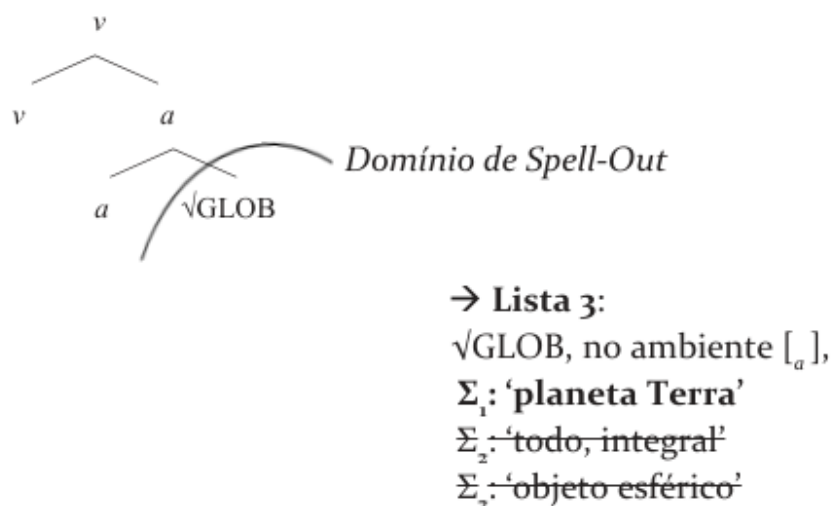 v
v a
Domínio de Spell-Out
a √GLOB
→ Lista 3:
√GLOB, no ambiente [ₐ],
Σ₁: ‘planeta Terra’
Σ₂: ‘todo, integral’
Σ₃: ‘objeto esférico’